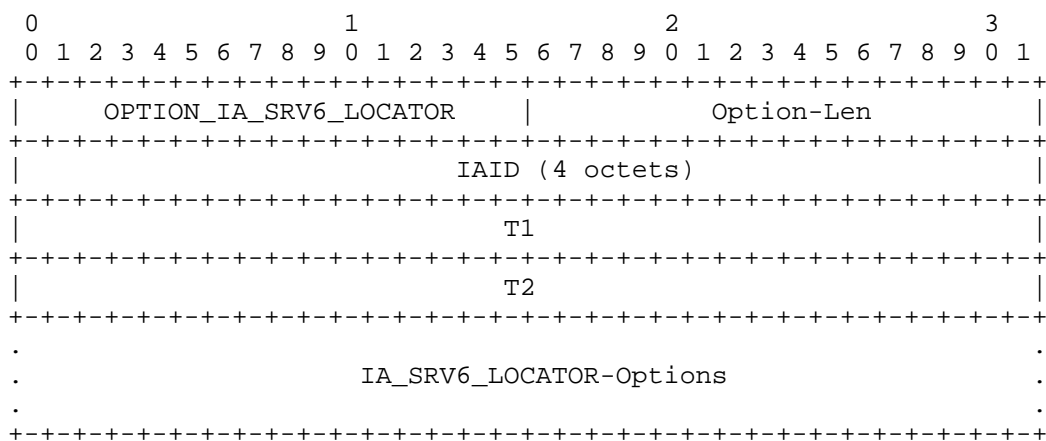 0                   1                   2                   3
 0 1 2 3 4 5 6 7 8 9 0 1 2 3 4 5 6 7 8 9 0 1 2 3 4 5 6 7 8 9 0 1
+-+-+-+-+-+-+-+-+-+-+-+-+-+-+-+-+-+-+-+-+-+-+-+-+-+-+-+-+-+-+-+-+
|     OPTION_IA_SRV6_LOCATOR    |           Option-Len          |
+-+-+-+-+-+-+-+-+-+-+-+-+-+-+-+-+-+-+-+-+-+-+-+-+-+-+-+-+-+-+-+-+
|                           IAID (4 octets)                     |
+-+-+-+-+-+-+-+-+-+-+-+-+-+-+-+-+-+-+-+-+-+-+-+-+-+-+-+-+-+-+-+-+
|                              T1                               |
+-+-+-+-+-+-+-+-+-+-+-+-+-+-+-+-+-+-+-+-+-+-+-+-+-+-+-+-+-+-+-+-+
|                              T2                               |
+-+-+-+-+-+-+-+-+-+-+-+-+-+-+-+-+-+-+-+-+-+-+-+-+-+-+-+-+-+-+-+-+
.                                                               .
.                     IA_SRV6_LOCATOR-Options                   .
.                                                               .
+-+-+-+-+-+-+-+-+-+-+-+-+-+-+-+-+-+-+-+-+-+-+-+-+-+-+-+-+-+-+-+-+